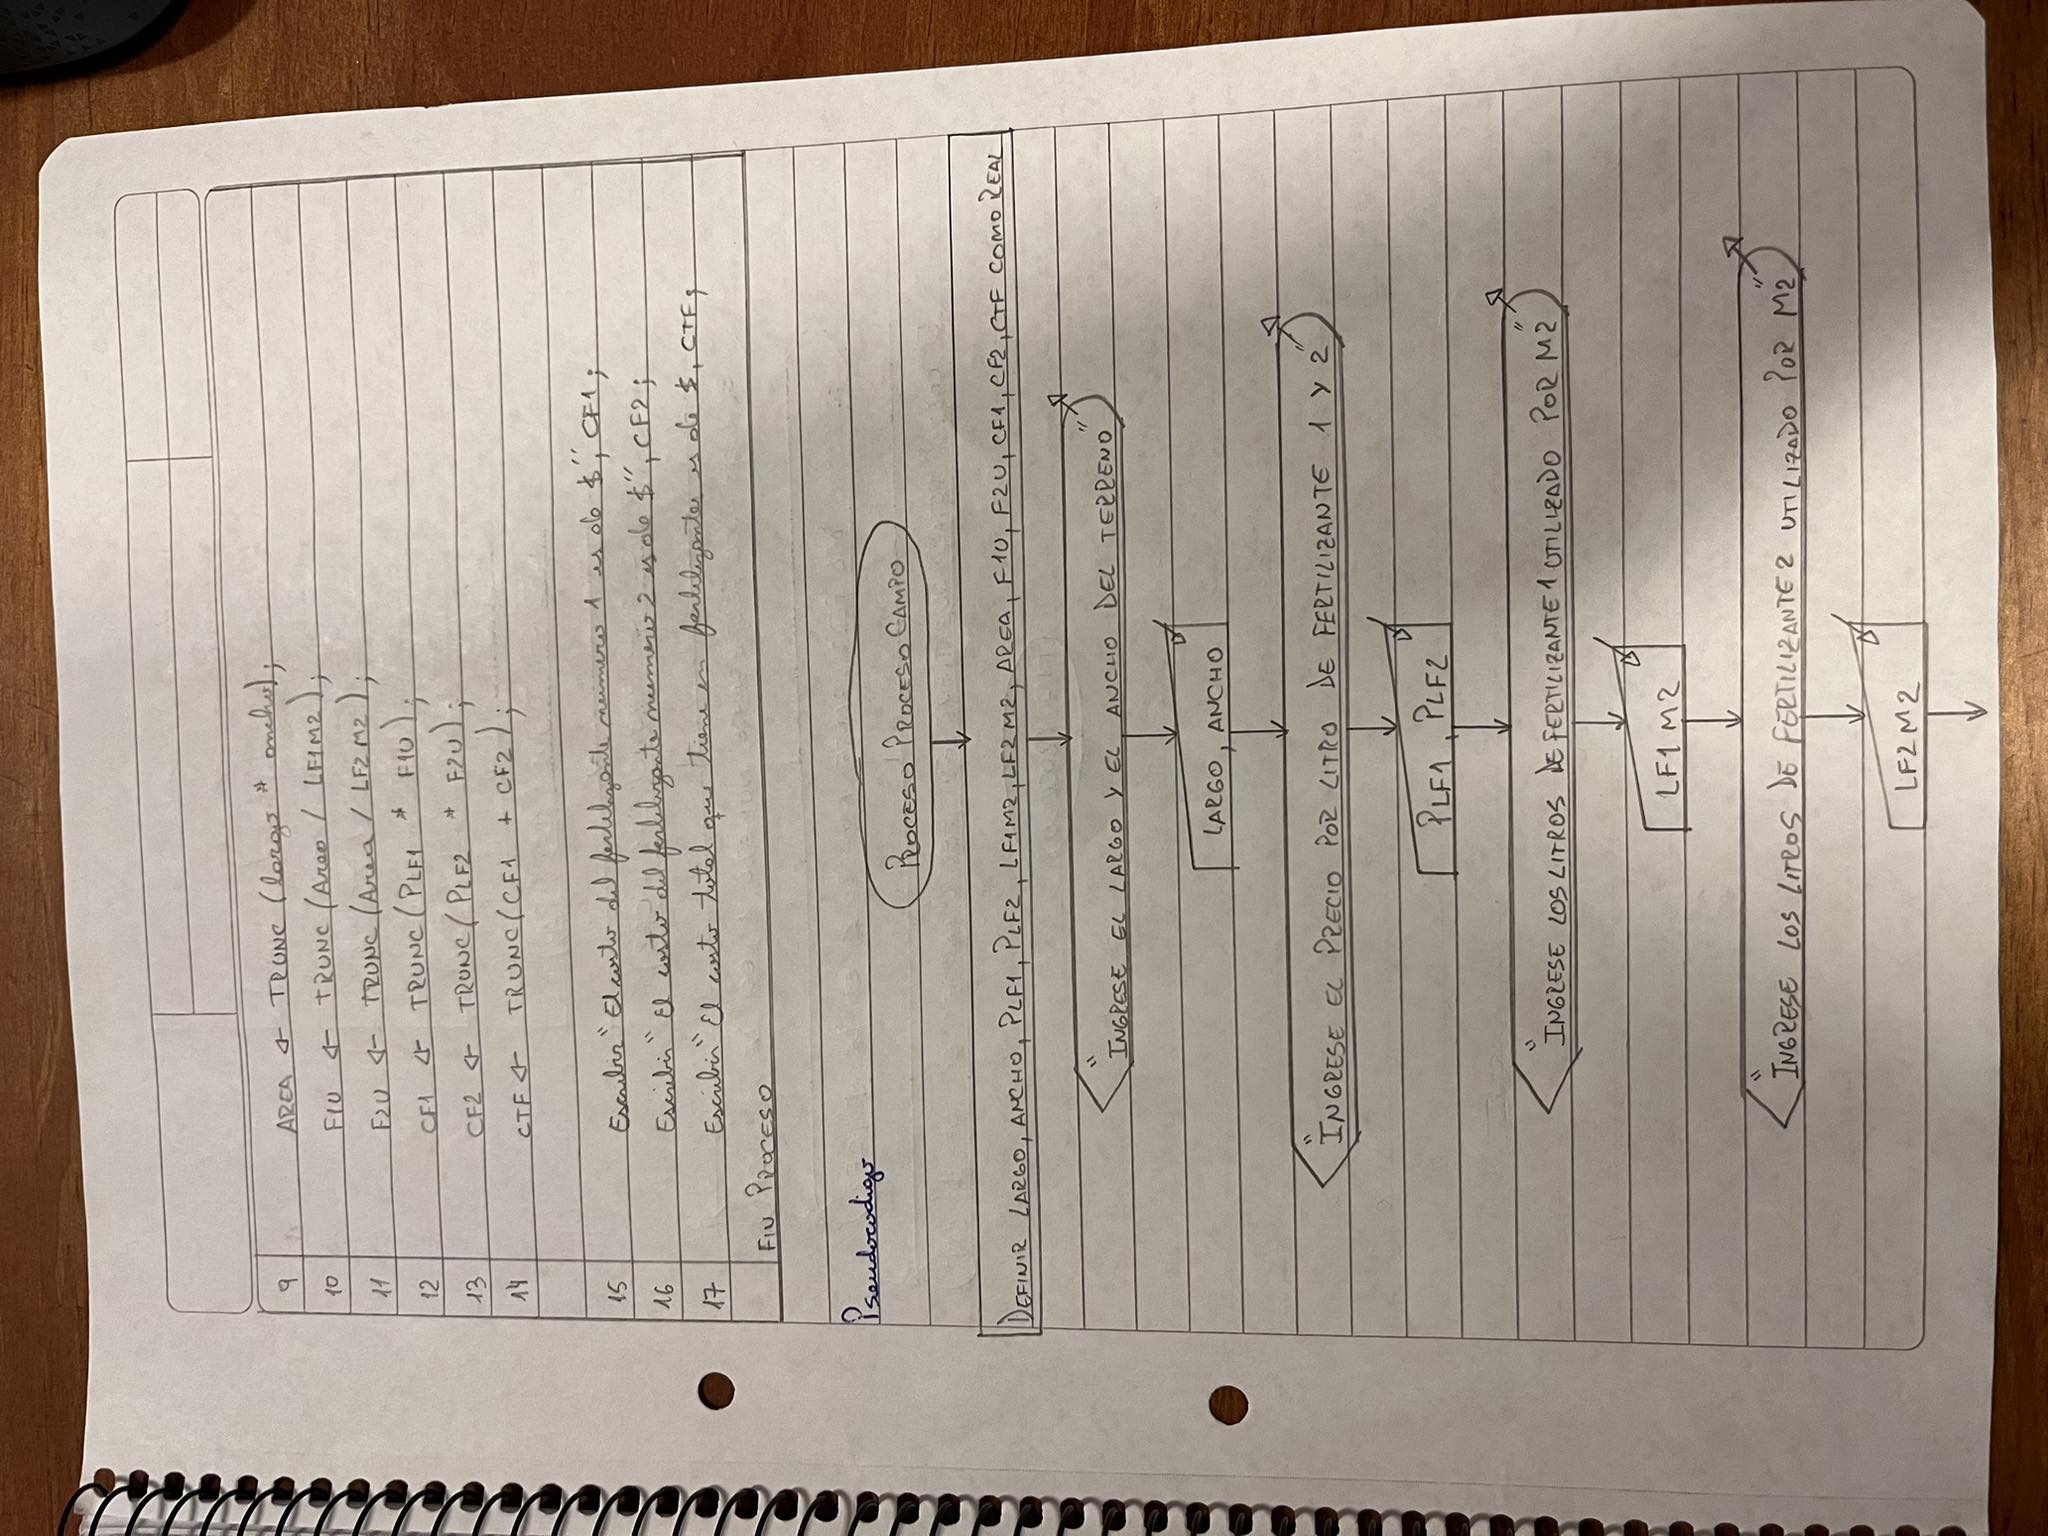 9 AREA ← TRUNC (largo * ancho);
10 F1U ← TRUNC (Area / LF1M2);
11 F2U ← TRUNC (Area / LF2M2);
12 CF1 ← TRUNC (PLF1 * F1U);
13 CF2 ← TRUNC (PLF2 * F2U);
14 CTF ← TRUNC (CF1 + CF2);
15 Escribir "El costo del fertilizante numero 1 es de $", CF1;
16 Escribir "El costo del fertilizante numero 2 es de $", CF2;
17 Escribir "El costo total que tiene en fertilizantes es de $, CTF;
FIN PROCESO
Pseudocodigo
PROCESO PROCESO CAMPO
DEFINIR LARGO, ANCHO, PLF1, PLF2, LF1M2, LF2M2, AREA, F1U, F2U, CF1, CF2, CTF COMO REAL
"INGRESE EL LARGO Y EL ANCHO DEL TERRENO"
LARGO, ANCHO
"INGRESE EL PRECIO POR LITRO DE FERTILIZANTE 1 Y 2"
PLF1, PLF2
"INGRESE LOS LITROS DE FERTILIZANTE 1 UTILIZADO POR M2"
LF1M2
"INGRESE LOS LITROS DE FERTILIZANTE 2 UTILIZADO POR M2"
LF2M2